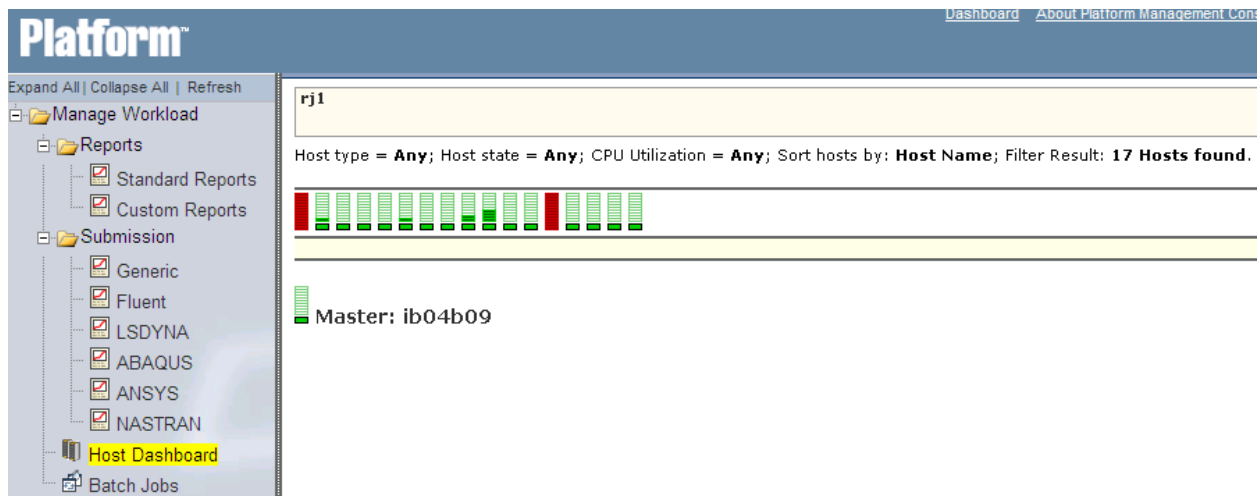 Dashboard About Platform Management Cons
Platform™
Expand All | Collapse All | Refresh
Manage Workload
Reports
Standard Reports
Custom Reports
Submission
Generic
Fluent
LSDYNA
ABAQUS
ANSYS
NASTRAN
Host Dashboard
Batch Jobs
rj1
Host type = Any; Host state = Any; CPU Utilization = Any; Sort hosts by: Host Name; Filter Result: 17 Hosts found.
Master: ib04b09